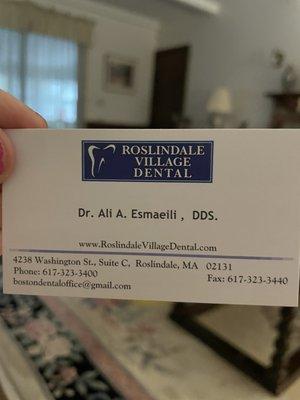 ROSLINDALE
VILLAGE
DENTAL
Dr. Ali A. Esmaeili , DDS.
www.RoslindaleVillageDental.com
4238 Washington St., Suite C, Roslindale, MA 02131
Phone: 617-323-3400 Fax: 617-323-3440
bostondentaloffice@gmail.com